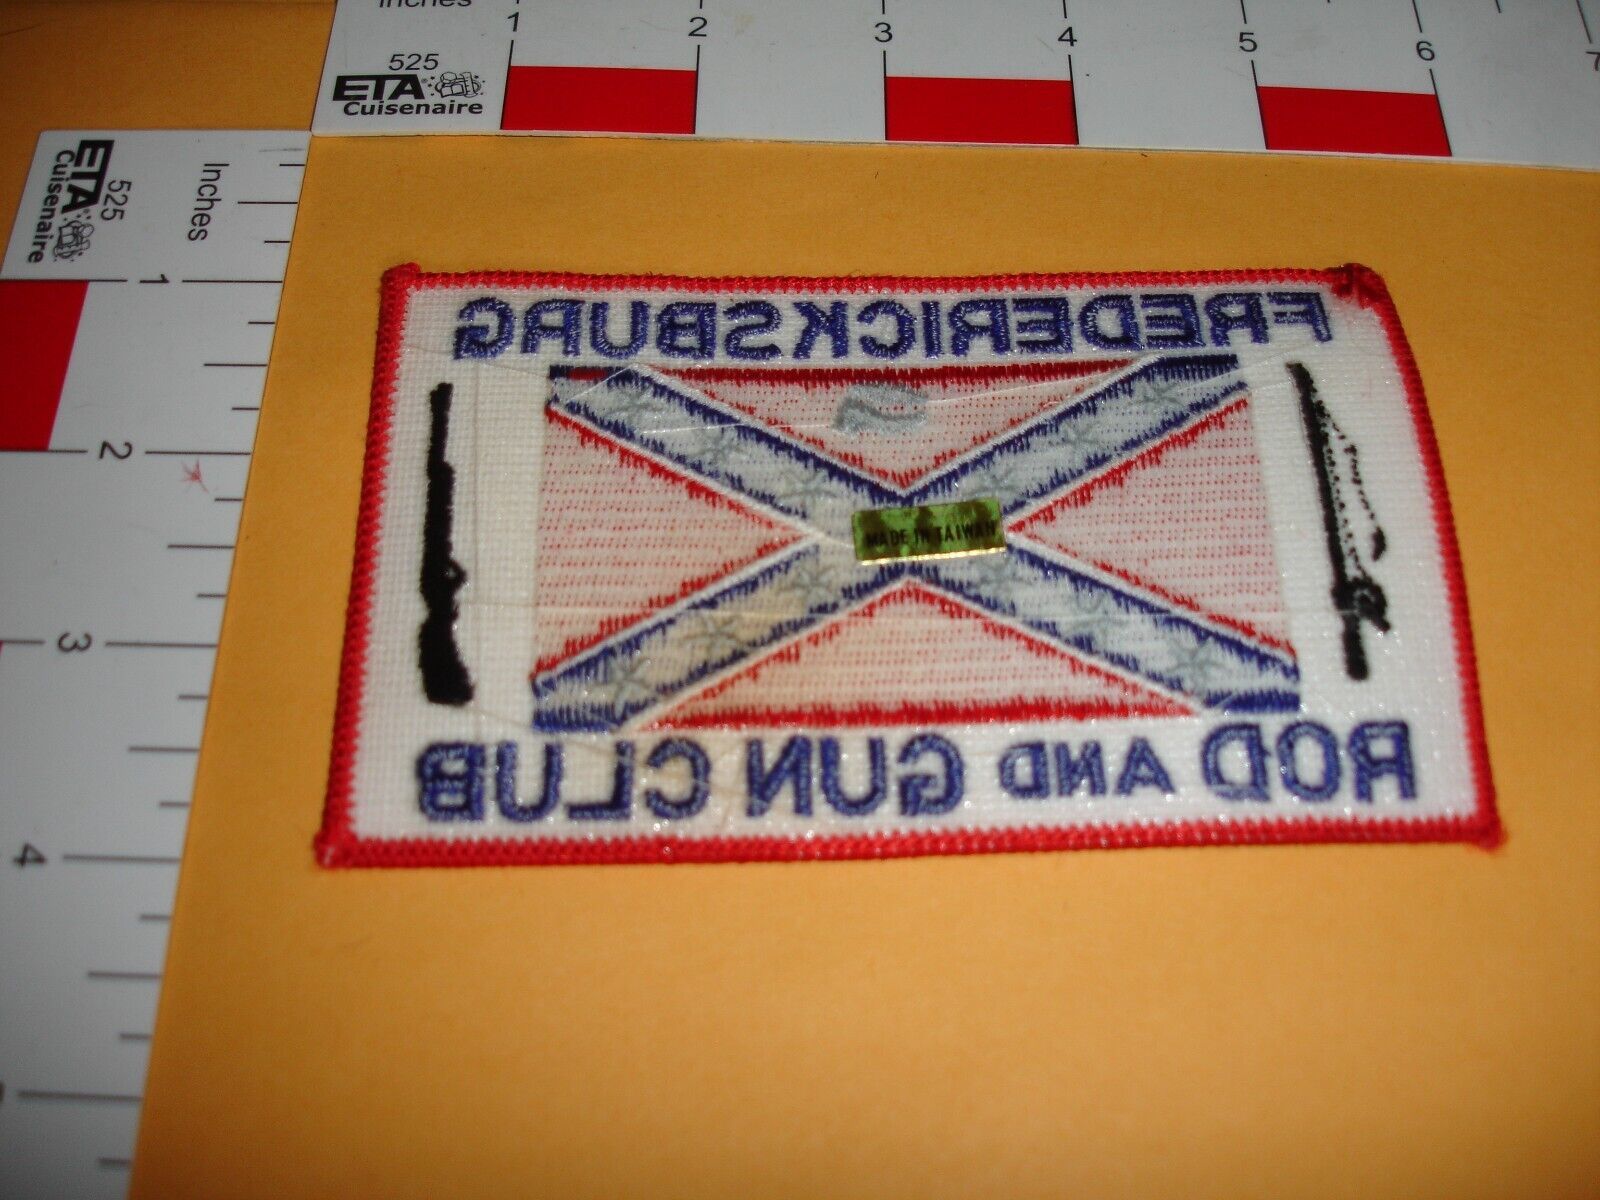 Inches
1 2 3 4 5 6 7
525
ETA
Cuisenaire
Inches
525
ETA
Cuisenaire
1
2
3
4
FREDERICKSBURG
MADE IN TAIWAN
ROD AND GUN CLUB